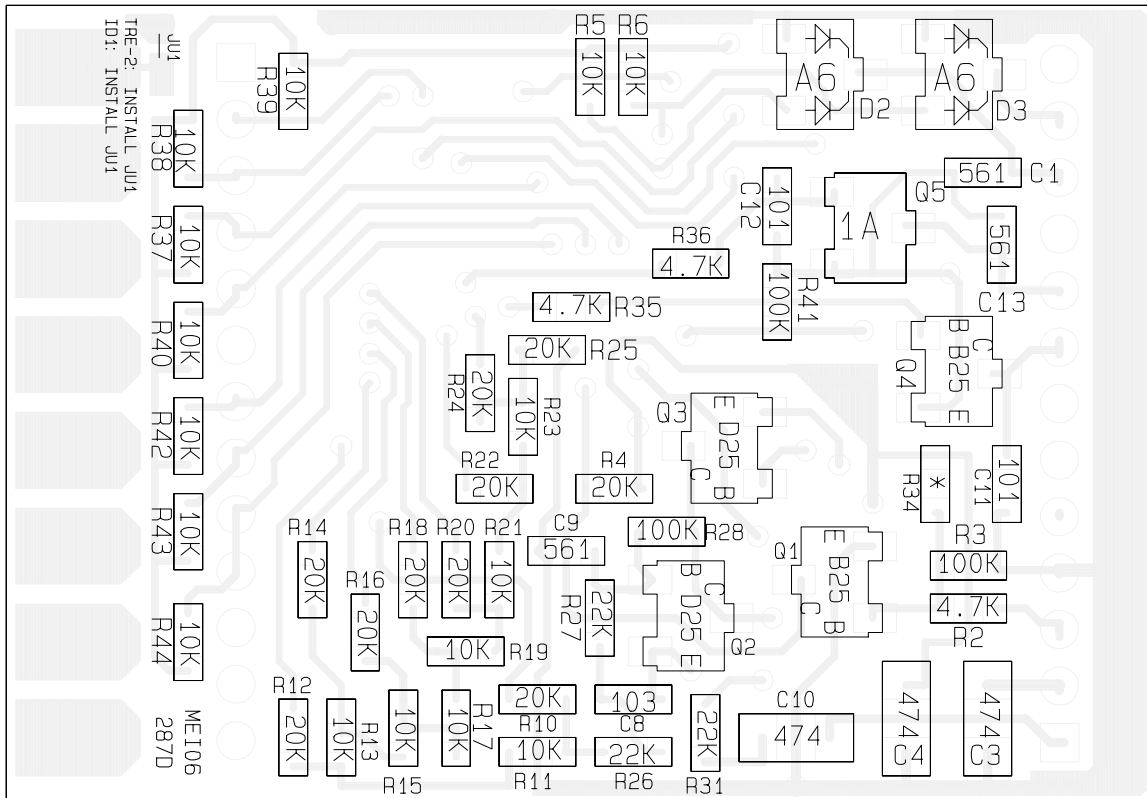 TRE-2: INSTALL JU1
ID1: INSTALL JU1
JU1
R39
10K
R5
10K
R6
10K
A6
D2
A6
D3
R38
10K
561
C1
C12
101
Q5
1A
R37
10K
R36
4.7K
561
C13
R41
100K
4.7K
R35
R40
10K
20K
R25
Q4
B
C
B25
E
R24
20K
10K
R23
Q3
E
D25
C
B
R42
10K
R22
20K
R4
20K
R34
*
C11
101
R43
10K
R14
20K
R18
20K
R20
20K
R21
10K
C9
561
100K
R28
Q1
E
B25
C
B
R3
100K
R16
20K
R27
22K
B
C
D25
E
Q2
4.7K
R2
R44
10K
10K
R19
MEI06
287D
R12
20K
10K
R13
10K
R15
10K
R17
20K
R10
10K
R11
103
C8
22K
R26
22K
R31
C10
474
474
C4
474
C3